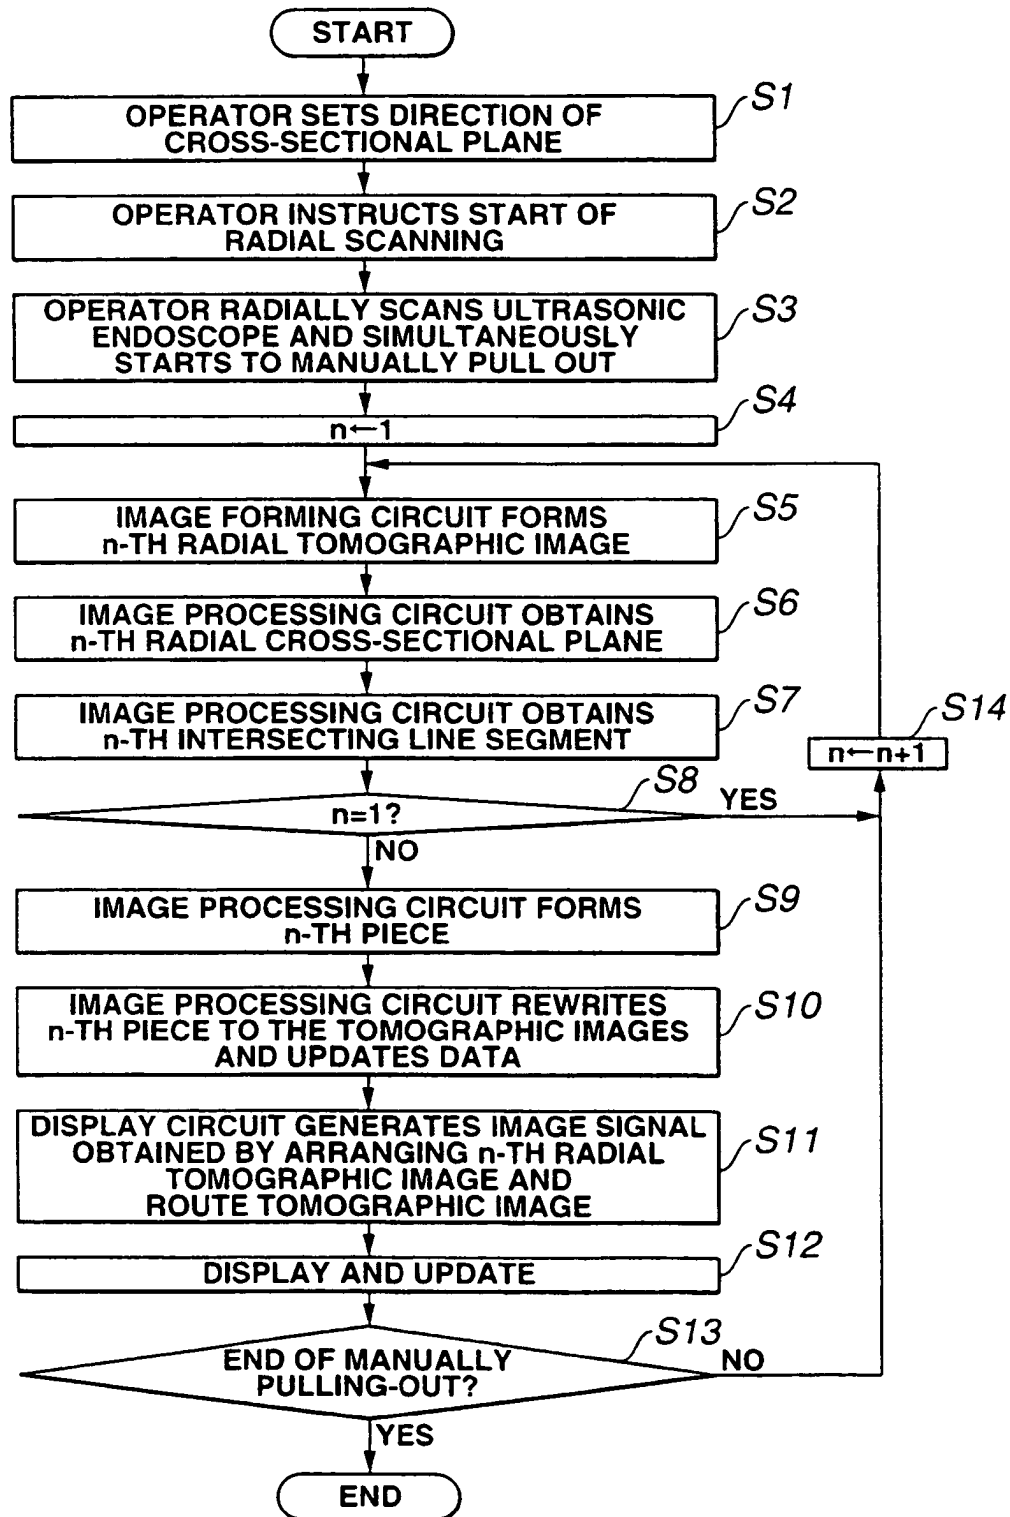 START
S1
OPERATOR SETS DIRECTION OF
CROSS-SECTIONAL PLANE
S2
OPERATOR INSTRUCTS START OF
RADIAL SCANNING
S3
OPERATOR RADIALLY SCANS ULTRASONIC
ENDOSCOPE AND SIMULTANEOUSLY
STARTS TO MANUALLY PULL OUT
S4
n←1
S5
IMAGE FORMING CIRCUIT FORMS
n-TH RADIAL TOMOGRAPHIC IMAGE
S6
IMAGE PROCESSING CIRCUIT OBTAINS
n-TH RADIAL CROSS-SECTIONAL PLANE
S7
IMAGE PROCESSING CIRCUIT OBTAINS
n-TH INTERSECTING LINE SEGMENT
S14
n←n+1
S8
n=1?
YES
NO
S9
IMAGE PROCESSING CIRCUIT FORMS
n-TH PIECE
S10
IMAGE PROCESSING CIRCUIT REWRITES
n-TH PIECE TO THE TOMOGRAPHIC IMAGES
AND UPDATES DATA
S11
DISPLAY CIRCUIT GENERATES IMAGE SIGNAL
OBTAINED BY ARRANGING n-TH RADIAL
TOMOGRAPHIC IMAGE AND
ROUTE TOMOGRAPHIC IMAGE
S12
DISPLAY AND UPDATE
S13
END OF MANUALLY
PULLING-OUT?
NO
YES
END